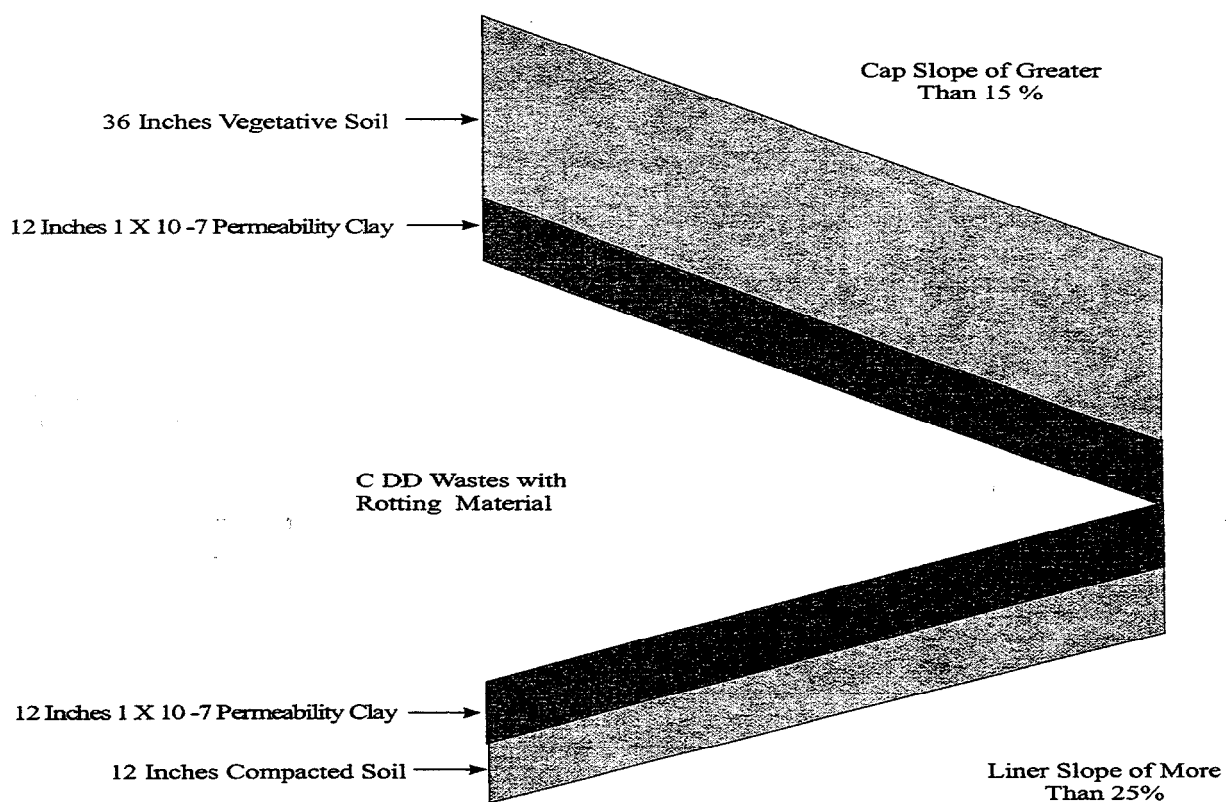 Cap Slope of Greater
Than 15 %
36 Inches Vegetative Soil
12 Inches 1 X 10 -7 Permeability Clay
C DD Wastes with
Rotting Material
12 Inches 1 X 10 -7 Permeability Clay
12 Inches Compacted Soil
Liner Slope of More
Than 25%